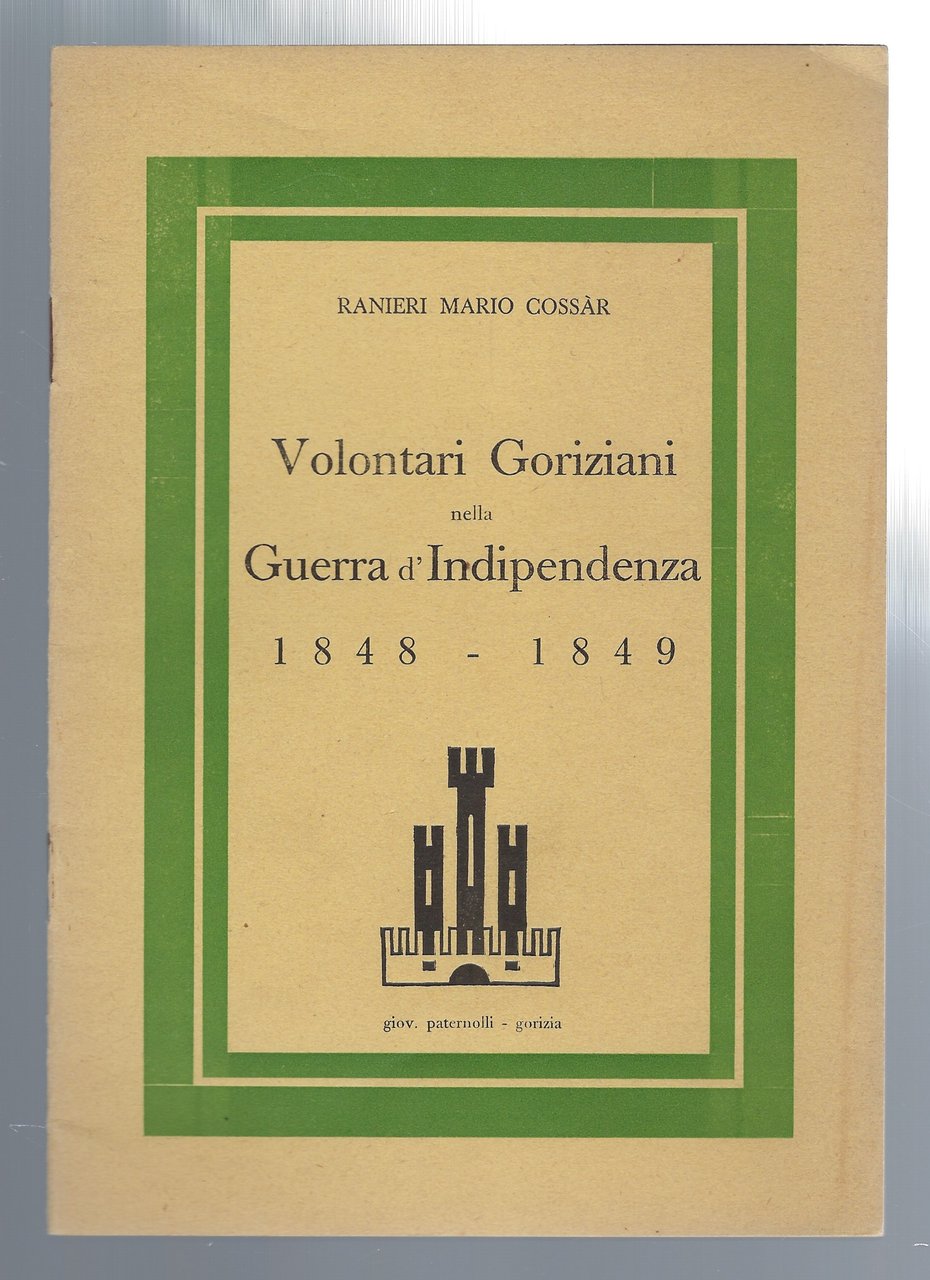 RANIERI MARIO COSSÀR
Volontari Goriziani
nella
Guerra d'Indipendenza
1848 - 1849
giov. paternolli - gorizia